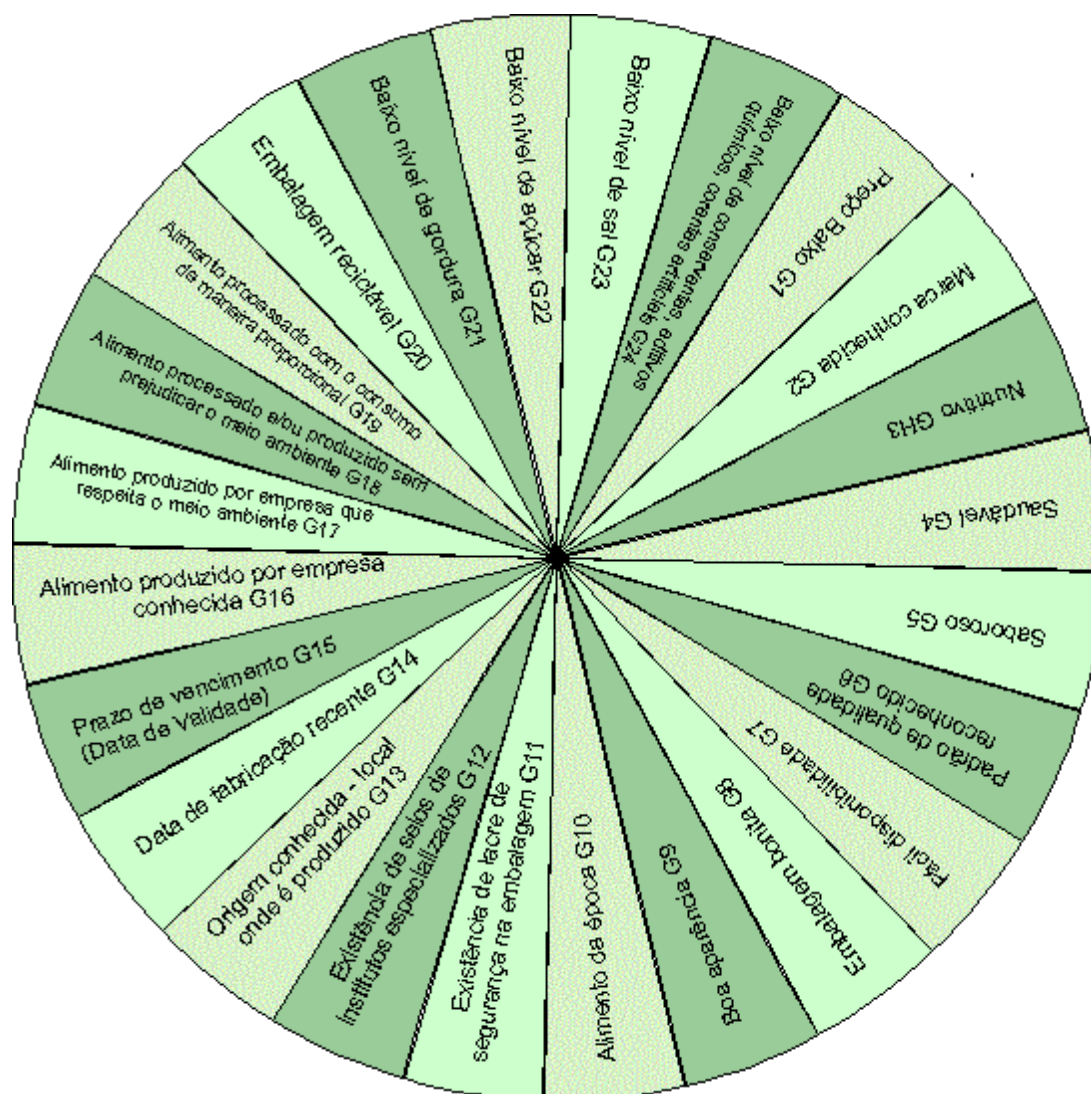 Preço Baixo G1
Marca conhecida G2
Nutritivo GH3
Saudável G4
Saboroso G5
Padrão de qualidade
reconhecido G6
Fácil disponibilidade G7
Embalagem bonita G8
Boa aparência G9
Alimento da época G10
Existência de lacre de
segurança na embalagem G11
Existência de selos de
institutos especializados G12
Origem conhecida - local
onde é produzido G13
Data de fabricação recente G14
Prazo de vencimento G15
(Data de Validade)
Alimento produzido por empresa
conhecida G16
Alimento produzido por empresa que
respeita o meio ambiente G17
Alimento processado e/ou produzido sem
prejudicar o meio ambiente G18
Alimento processado com o consumo
de maneira proporcional G19
Embalagem reciclável G20
Baixo nível de gordura G21
Baixo nível de açúcar G22
Baixo nível de sal G23
Baixo nível de conservantes, aditivos
químicos, corantes artificiais G24